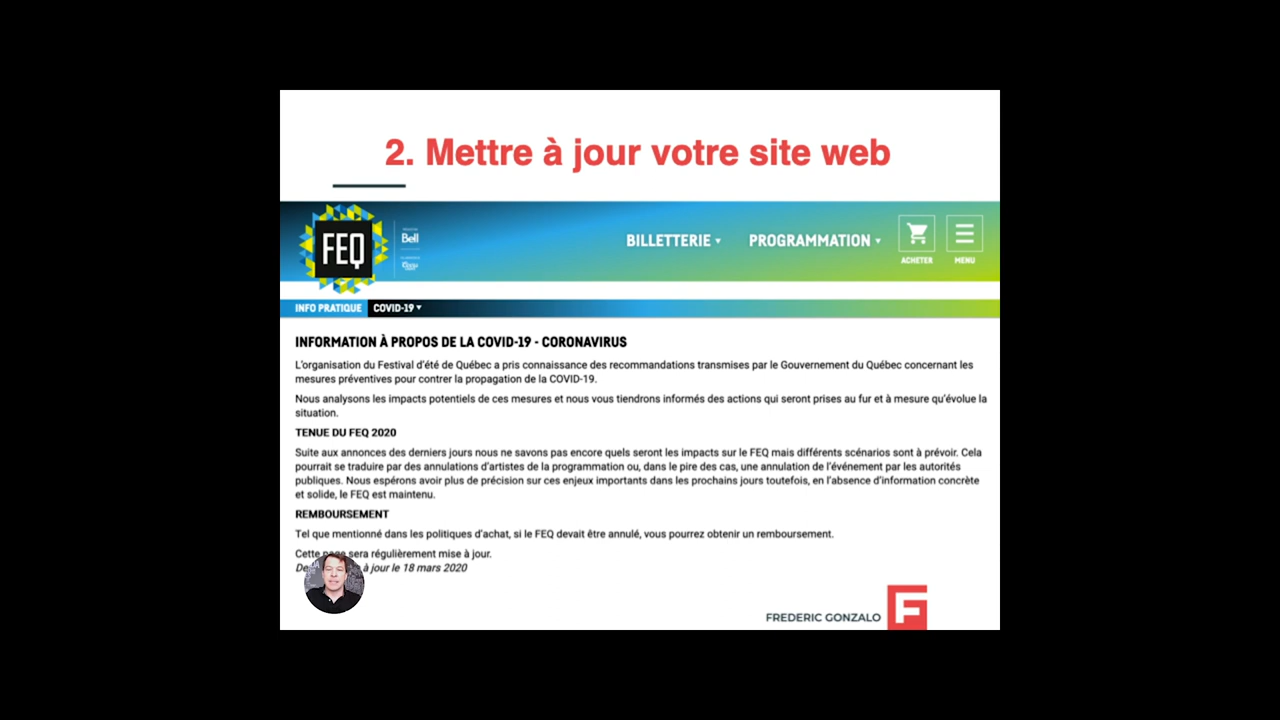 2. Mettre à jour votre site web
FEQ
Bell
BILLETTERIE
PROGRAMMATION
ACHETER
MENU
INFO PRATIQUE
COVID-19
INFORMATION À PROPOS DE LA COVID-19 - CORONAVIRUS
L'organisation du Festival d'été de Québec a pris connaissance des recommandations transmises par le Gouvernement du Québec concernant les
mesures préventives pour contrer la propagation de la COVID-19.
Nous analysons les impacts potentiels de ces mesures et nous vous tiendrons informés des actions qui seront prises au fur et à mesure qu'évolue la
situation.
TENUE DU FEQ 2020
Suite aux annonces des derniers jours nous ne savons pas encore quels seront les impacts sur le FEQ mais différents scénarios sont à prévoir. Cela
pourrait se traduire par des annulations d'artistes de la programmation ou, dans le pire des cas, une annulation de l'événement par les autorités
publiques. Nous espérons avoir plus de précision sur ces enjeux importants dans les prochains jours toutefois, en l'absence d'information concrète
et solide, le FEQ est maintenu.
REMBOURSEMENT
Tel que mentionné dans les politiques d'achat, si le FEQ devait être annulé, vous pourrez obtenir un remboursement.
Cette page sera régulièrement mise à jour.
à jour le 18 mars 2020
FREDERIC GONZALO
F